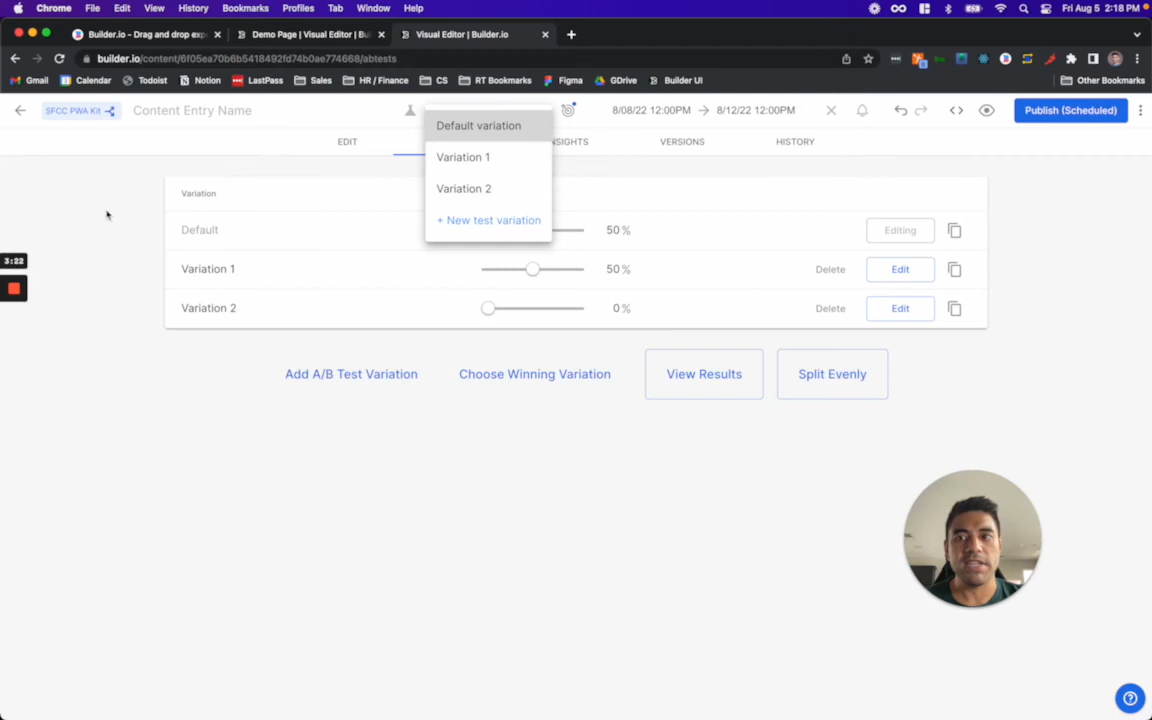 Chrome File Edit View History Bookmarks Profiles Tab Window Help Fri Aug 5 2:18 PM
Builder.io - Drag and drop exp Demo Page | Visual Editor | Bui Visual Editor | Builder.io
builder.io/content/6f05ea70b6b5418492fd74b0ae774668/abtests
Gmail Calendar Todoist Notion LastPass Sales HR / Finance CS RT Bookmarks Figma GDrive Builder UI Other Bookmarks
SFCC PWA Kit Content Entry Name 8/08/22 12:00PM → 8/12/22 12:00PM Publish (Scheduled)
Default variation
EDIT NSIGHTS VERSIONS HISTORY
Variation 1
Variation 2
+ New test variation
Variation
Default 50 % Editing
3:22
Variation 1 50 % Delete Edit
Variation 2 0 % Delete Edit
Add A/B Test Variation Choose Winning Variation View Results Split Evenly